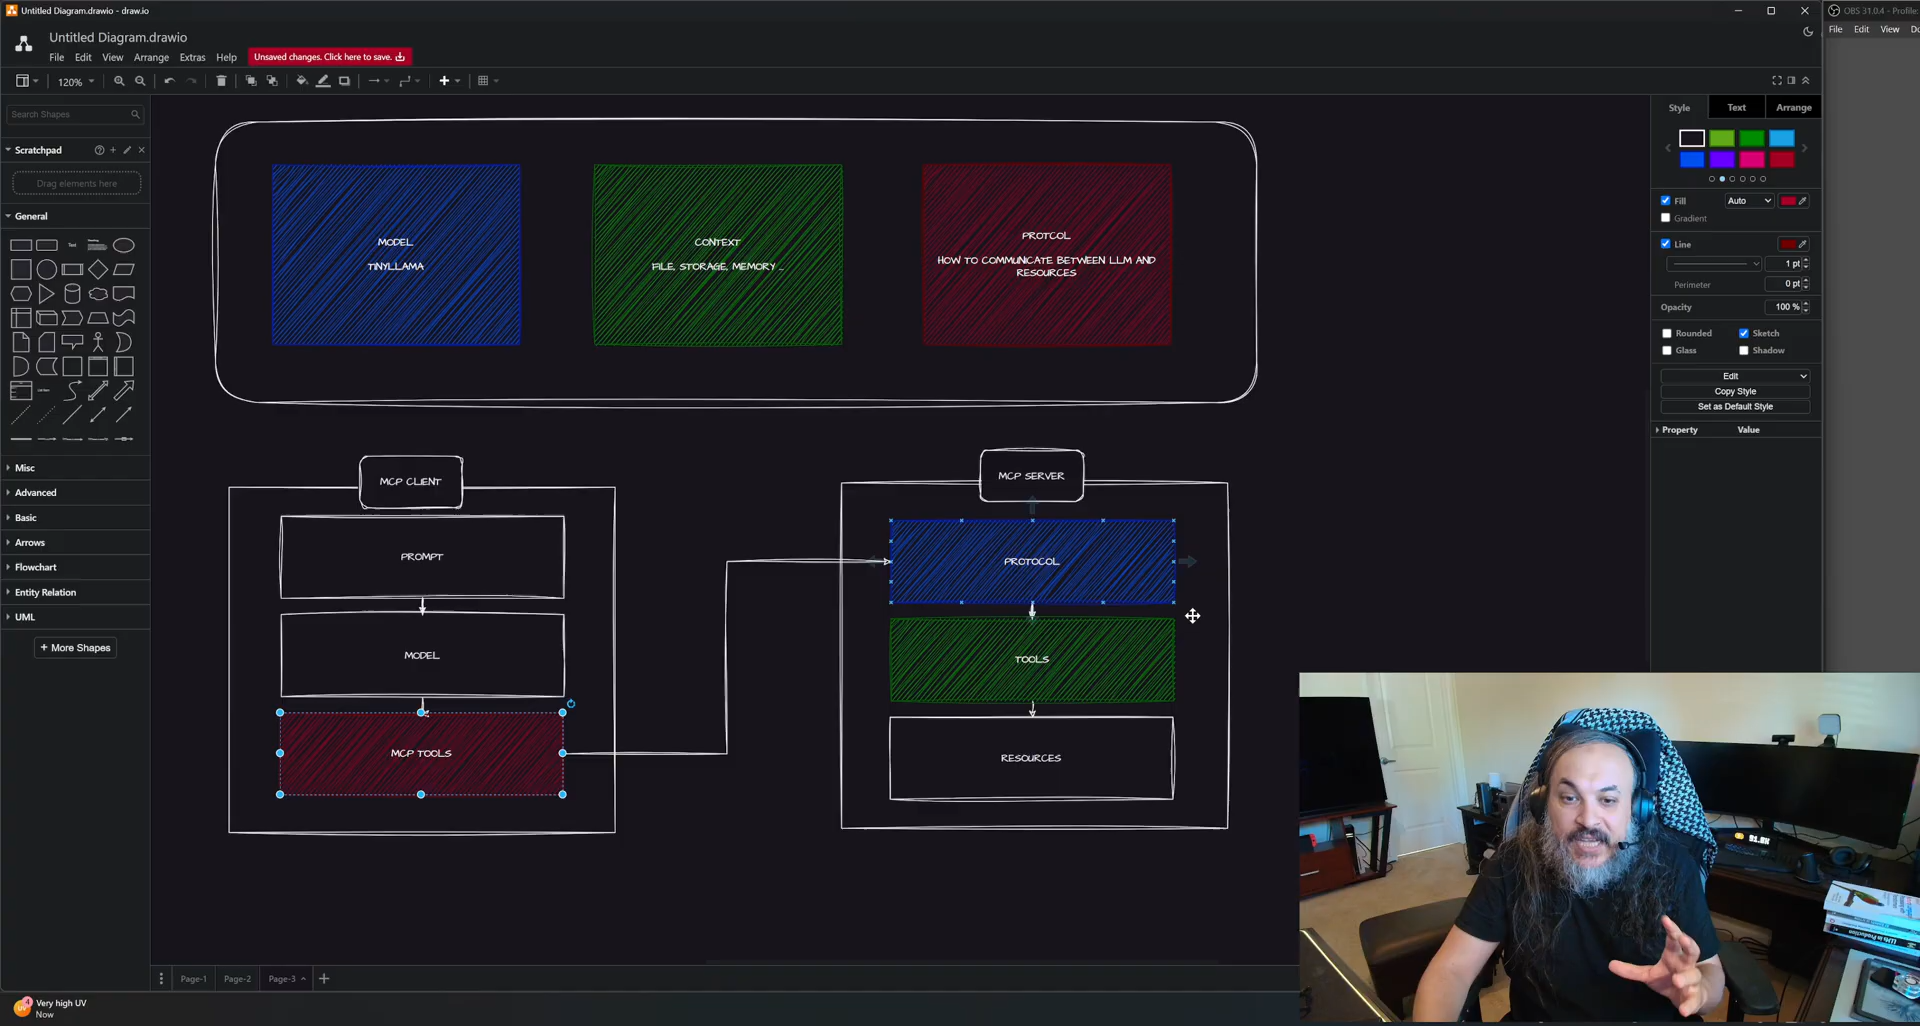 Untitled Diagram.drawio - draw.io
OBS 31.0.4 - Profile:
Untitled Diagram.drawio
File Edit View
File Edit View Arrange Extras Help
Unsaved changes. Click here to save.
120%
Search Shapes
Style Text Arrange
Scratchpad
Drag elements here
General
Text
Misc
Advanced
Basic
Arrows
Flowchart
Entity Relation
UML
+ More Shapes
MODEL
TINYLLAMA
CONTEXT
FILE, STORAGE, MEMORY ...
PROTCOL
HOW TO COMMUNICATE BETWEEN LLM AND
RESOURCES
MCP CLIENT
PROMPT
MODEL
MCP TOOLS
MCP SERVER
PROTOCOL
TOOLS
RESOURCES
Fill Auto
Gradient
Line
1 pt
Perimeter 0 pt
Opacity 100 %
Rounded Sketch
Glass Shadow
Edit
Copy Style
Set as Default Style
Property Value
Page-1 Page-2 Page-3
Very high UV
Now
LLMs in Production